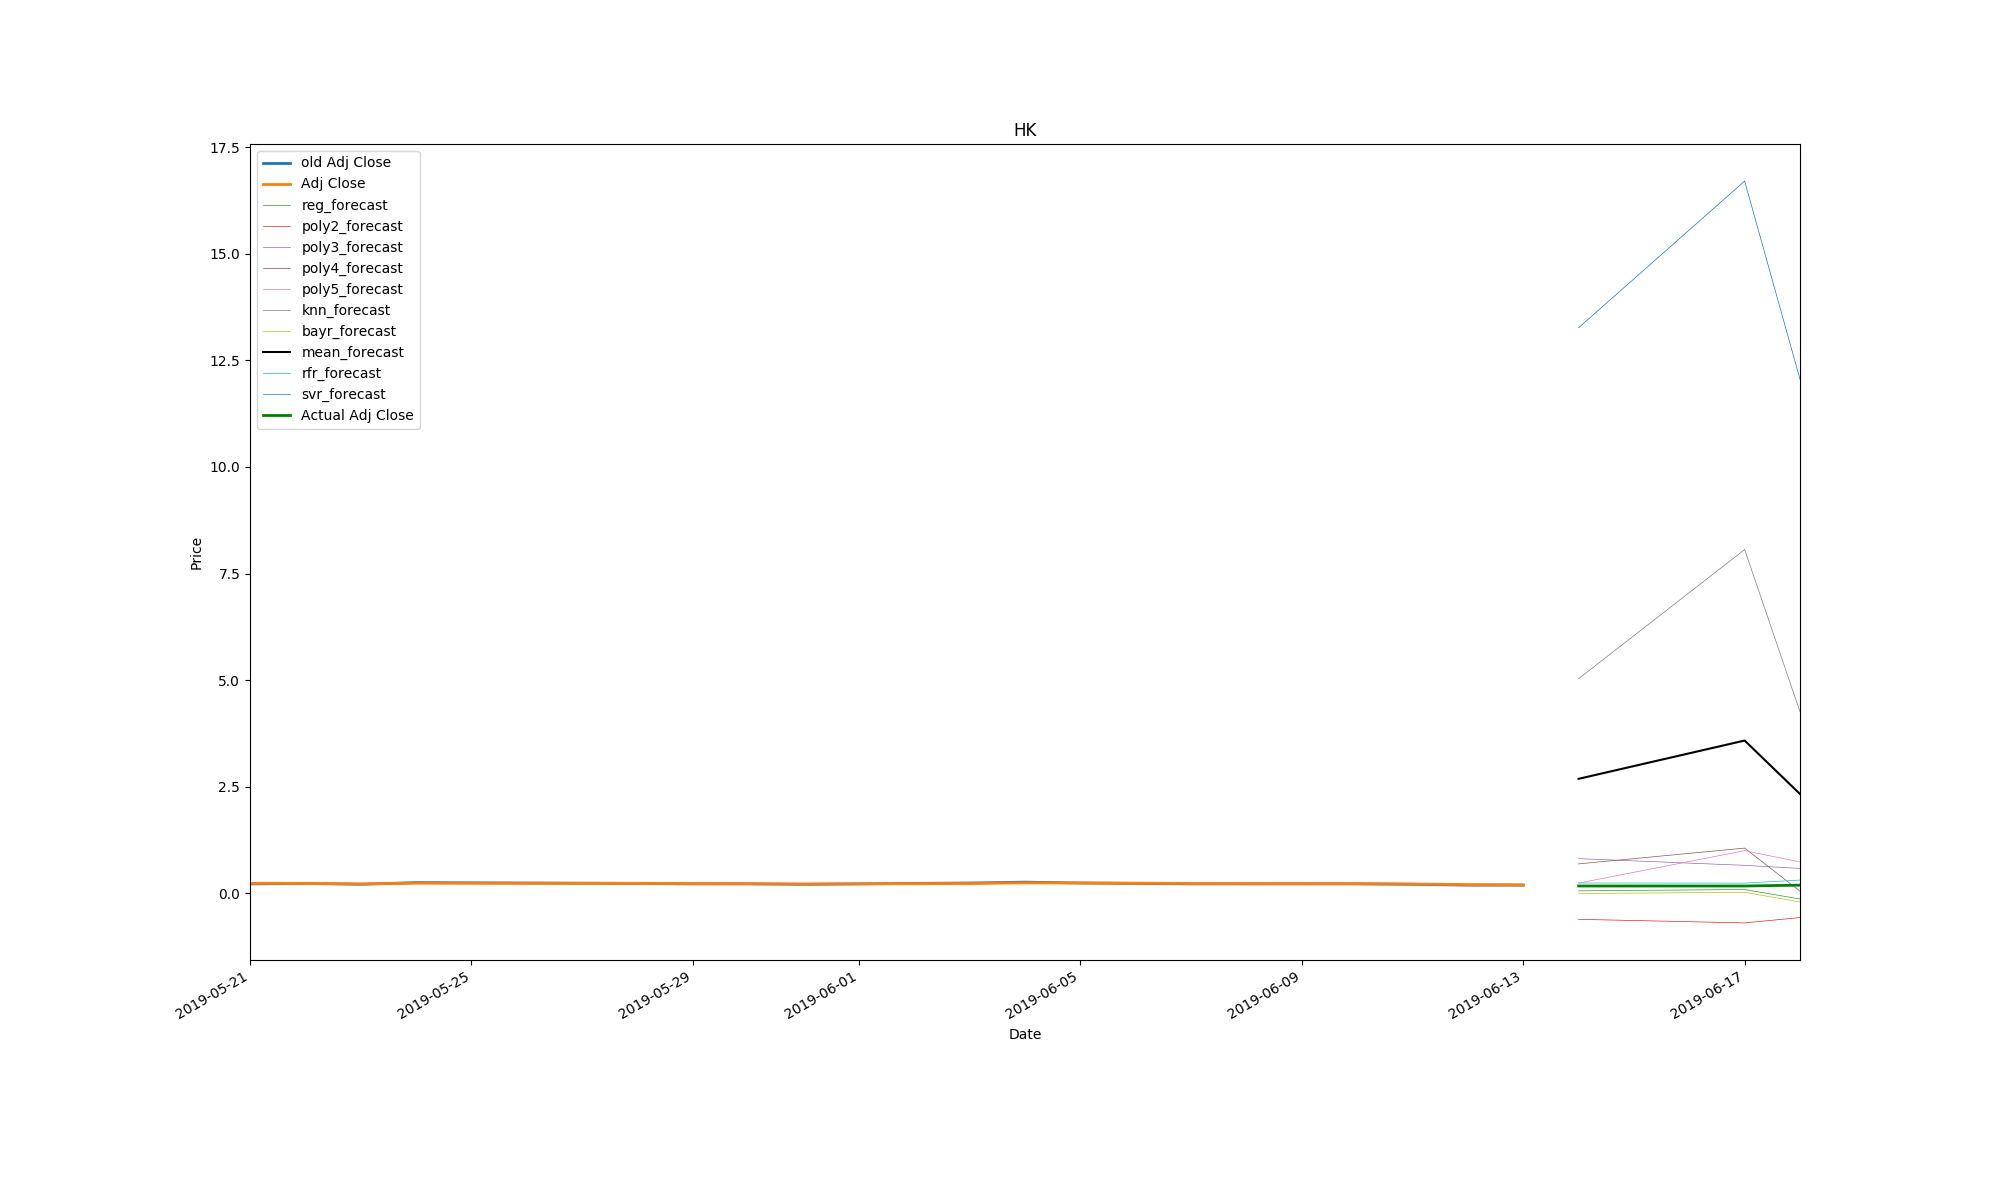 HK
17.5
15.0
12.5
10.0
7.5
5.0
2.5
0.0
Price
old Adj Close
Adj Close
reg_forecast
poly2_forecast
poly3_forecast
poly4_forecast
poly5_forecast
knn_forecast
bayr_forecast
mean_forecast
rfr_forecast
svr_forecast
Actual Adj Close
2019-05-21
2019-05-25
2019-05-29
2019-06-01
2019-06-05
2019-06-09
2019-06-13
2019-06-17
Date